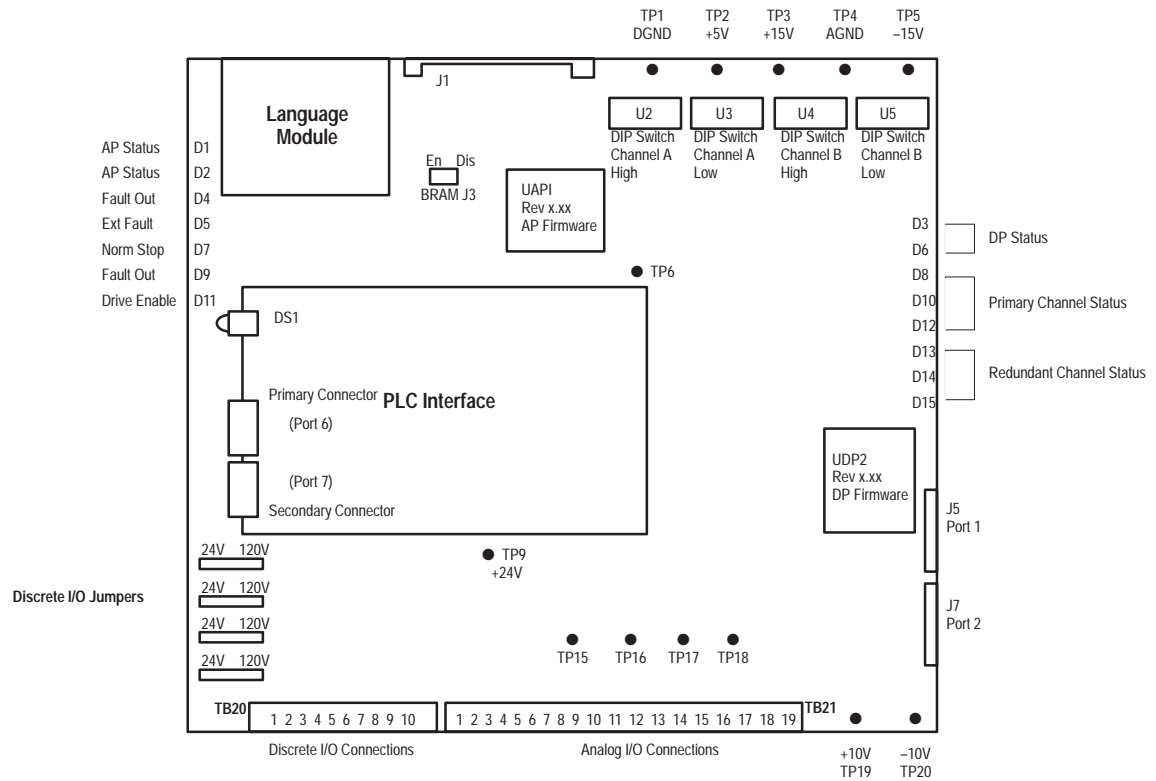 TP1 TP2 TP3 TP4 TP5
DGND +5V +15V AGND –15V
J1
Language
Module
U2 U3 U4 U5
DIP Switch
Channel A
High
DIP Switch
Channel A
Low
DIP Switch
Channel B
High
DIP Switch
Channel B
Low
AP Status D1
AP Status D2
Fault Out D4
Ext Fault D5
Norm Stop D7
Fault Out D9
Drive Enable D11
En Dis
BRAM J3
UAPI
Rev x.xx
AP Firmware
TP6
D3
D6
DP Status
D8
D10
D12
Primary Channel Status
D13
D14
D15
Redundant Channel Status
DS1
Primary Connector
PLC Interface
(Port 6)
(Port 7)
Secondary Connector
UDP2
Rev x.xx
DP Firmware
J5
Port 1
J7
Port 2
TP9
+24V
24V 120V
24V 120V
24V 120V
24V 120V
Discrete I/O Jumpers
TP15 TP16 TP17 TP18
TB20
1 2 3 4 5 6 7 8 9 10
1 2 3 4 5 6 7 8 9 10 11 12 13 14 15 16 17 18 19
TB21
Discrete I/O Connections
Analog I/O Connections
+10V –10V
TP19 TP20